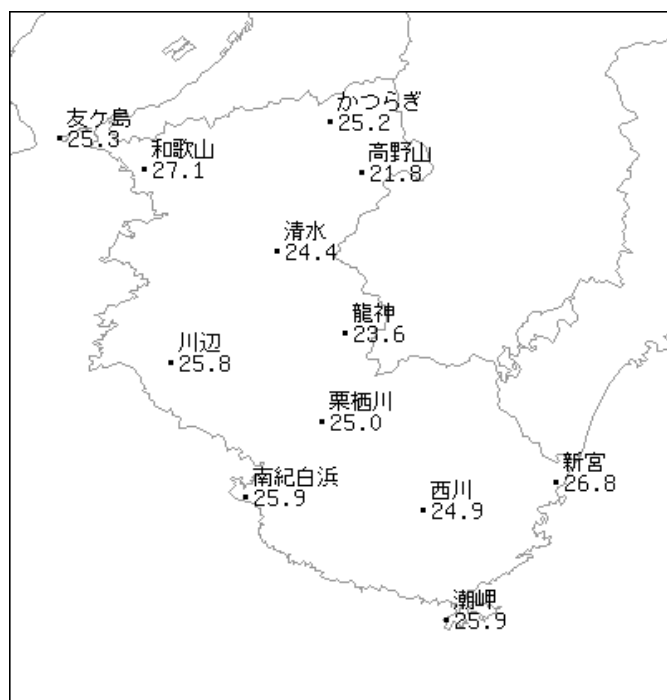 かつらぎ
25.2
友ケ島
25.3
和歌山
27.1
高野山
21.8
清水
24.4
龍神
23.6
川辺
25.8
栗栖川
25.0
新宮
26.8
南紀白浜
25.9
西川
24.9
潮岬
25.9